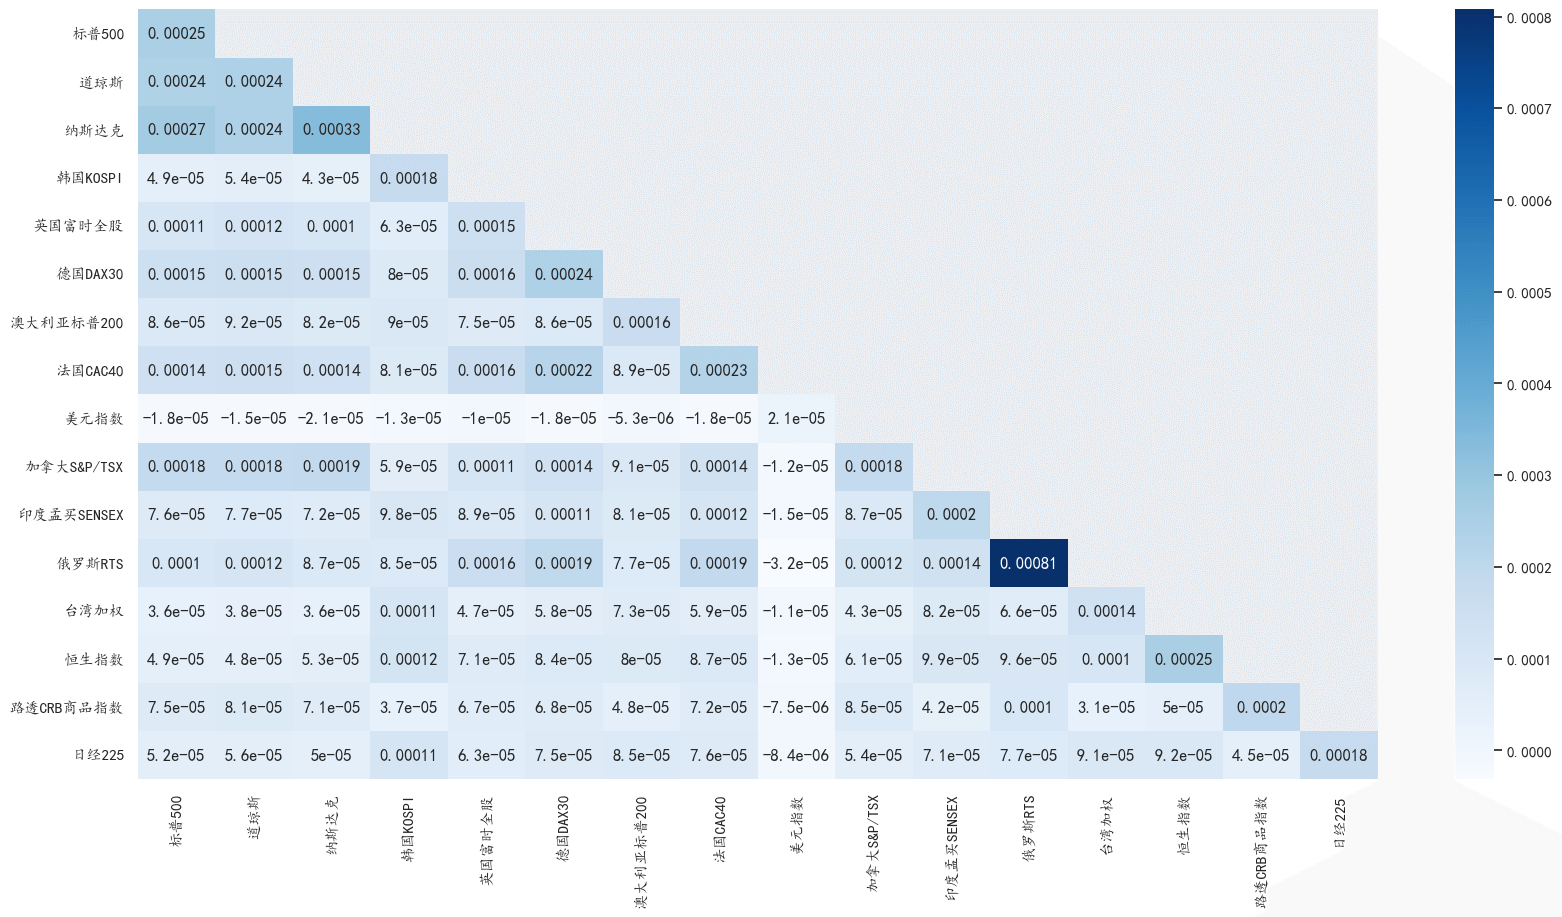 标普500 0.00025
道琼斯 0.00024 0.00024
纳斯达克 0.00027 0.00024 0.00033
韩国KOSPI 4.9e-05 5.4e-05 4.3e-05 0.00018
英国富时全股 0.00011 0.00012 0.0001 6.3e-05 0.00015
德国DAX30 0.00015 0.00015 0.00015 8e-05 0.00016 0.00024
澳大利亚标普200 8.6e-05 9.2e-05 8.2e-05 9e-05 7.5e-05 8.6e-05 0.00016
法国CAC40 0.00014 0.00015 0.00014 8.1e-05 0.00016 0.00022 8.9e-05 0.00023
美元指数 −1.8e-05 −1.5e-05 −2.1e-05 −1.3e-05 −1e-05 −1.8e-05 −5.3e-06 −1.8e-05 2.1e-05
加拿大S&P/TSX 0.00018 0.00018 0.00019 5.9e-05 0.00011 0.00014 9.1e-05 0.00014 −1.2e-05 0.00018
印度孟买SENSEX 7.6e-05 7.7e-05 7.2e-05 9.8e-05 8.9e-05 0.00011 8.1e-05 0.00012 −1.5e-05 8.7e-05 0.0002
俄罗斯RTS 0.0001 0.00012 8.7e-05 8.5e-05 0.00016 0.00019 7.7e-05 0.00019 −3.2e-05 0.00012 0.00014 0.00081
台湾加权 3.6e-05 3.8e-05 3.6e-05 0.00011 4.7e-05 5.8e-05 7.3e-05 5.9e-05 −1.1e-05 4.3e-05 8.2e-05 6.6e-05 0.00014
恒生指数 4.9e-05 4.8e-05 5.3e-05 0.00012 7.1e-05 8.4e-05 8e-05 8.7e-05 −1.3e-05 6.1e-05 9.9e-05 9.6e-05 0.0001 0.00025
路透CRB商品指数 7.5e-05 8.1e-05 7.1e-05 3.7e-05 6.7e-05 6.8e-05 4.8e-05 7.2e-05 −7.5e-06 8.5e-05 4.2e-05 0.0001 3.1e-05 5e-05 0.0002
日经225 5.2e-05 5.6e-05 5e-05 0.00011 6.3e-05 7.5e-05 8.5e-05 7.6e-05 −8.4e-06 5.4e-05 7.1e-05 7.7e-05 9.1e-05 9.2e-05 4.5e-05 0.00018
标普500
道琼斯
纳斯达克
韩国KOSPI
英国富时全股
德国DAX30
澳大利亚标普200
法国CAC40
美元指数
加拿大S&P/TSX
印度孟买SENSEX
俄罗斯RTS
台湾加权
恒生指数
路透CRB商品指数
日经225
0.0008
0.0007
0.0006
0.0005
0.0004
0.0003
0.0002
0.0001
0.0000